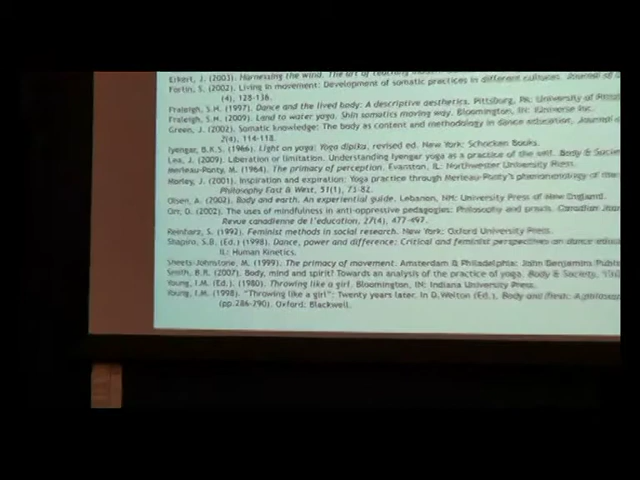 Erkert, J. (2003). Harnessing the wind. The art of teaching
Fortin, S. (2002). Living in movement: Development of somatic practices in different cultures. Journal of
(4), 128-136.
Fraleigh, S.H. (1997). Dance and the lived body: A descriptive aesthetics. Pittsburg, PA: University of
Fraleigh, S.H. (2009). Land to water yoga. Shin somatics moving way. Bloomington, IN: iUniverse Inc.
Green, J. (2002). Somatic knowledge: The body as content and methodology in dance education, Journal
2(4), 114-118.
Iyengar, B.K.S. (1966). Light on yoga: Yoga dipika, revised ed. New York: Schocken Books.
Lea, J. (2009). Liberation or limitation. Understanding Iyengar yoga as a practice of the self. Body &
Merleau-Ponty, M. (1964). The primacy of perception. Evanston, IL: Northwester University Press.
Morley, J. (2001). Inspiration and expiration: Yoga practice through Merleau-Ponty's phenomenology of
Philosophy East & West, 51(1), 73-82.
Olsen, A. (2002). Body and earth. An experiential guide. Lebanon, NH: University Press of New England.
Orr, D. (2002). The uses of mindfulness in anti-oppressive pedagogies: Philosophy and praxis. Canadian
Revue canadienne de l'education, 27(4), 477-497.
Reinharz, S. (1992). Feminist methods in social research. New York: Oxford University Press.
Shapiro, S.B. (Ed.) (1998). Dance, power and difference: Critical and feminist perspectives on dance
IL: Human Kinetics.
Sheets-Johnstone, M. (1999). The primacy of movement. Amsterdam & Philadelphia: John Benjamins
Smith, B.R. (2007). Body, mind and spirit? Towards an analysis of the practice of yoga. Body & Society,
Young, I.M (Ed.). (1980). Throwing like a girl. Bloomington, IN: Indiana University Press.
Young, I.M. (1998). "Throwing like a girl": Twenty years later. In D.Welton (Ed.), Body and flesh: A
(pp.286-290). Oxford: Blackwell.